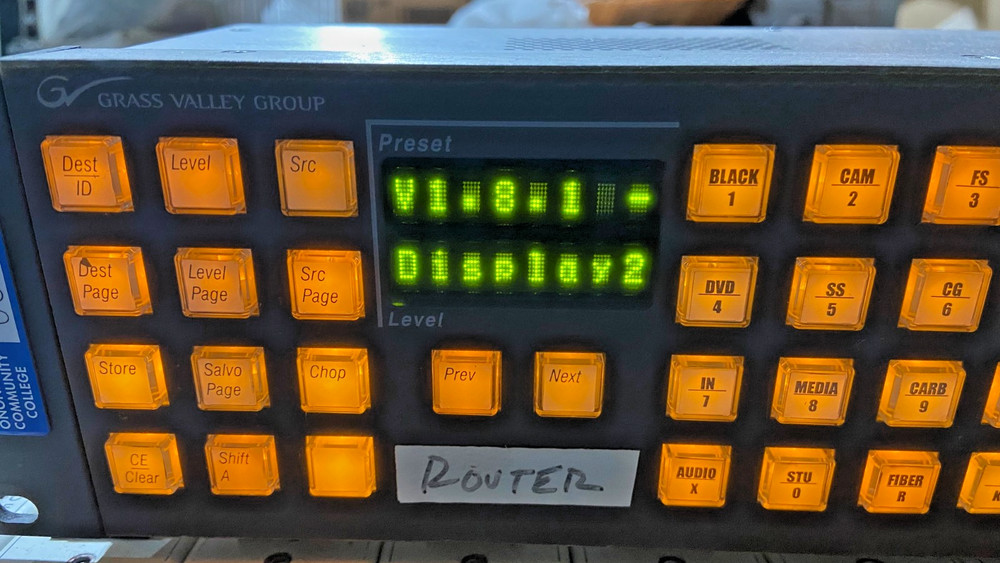 GRASS VALLEY GROUP
Dest
ID
Level
Src
Preset
V1.8.1
Display2
Level
BLACK
1
CAM
2
FS
3
Dest
Page
Level
Page
Src
Page
DVD
4
SS
5
CG
6
Store
Salvo
Page
Chop
Prev
Next
IN
7
MEDIA
8
CARB
9
CE
Clear
Shift
A
ROUTER
AUDIO
X
STU
0
FIBER
R
COMMUNITY
COLLEGE